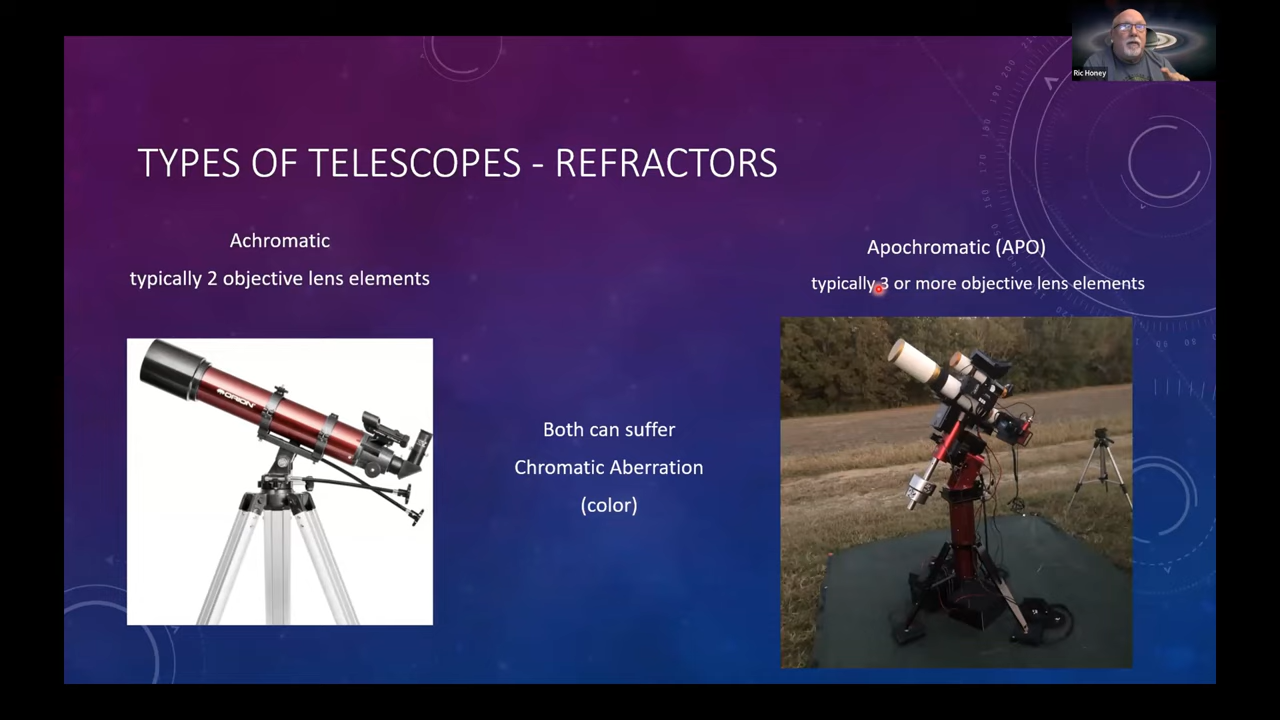 Ric Honey
TYPES OF TELESCOPES - REFRACTORS
Achromatic
typically 2 objective lens elements
Apochromatic (APO)
typically 3 or more objective lens elements
ORION
Both can suffer
Chromatic Aberration
(color)